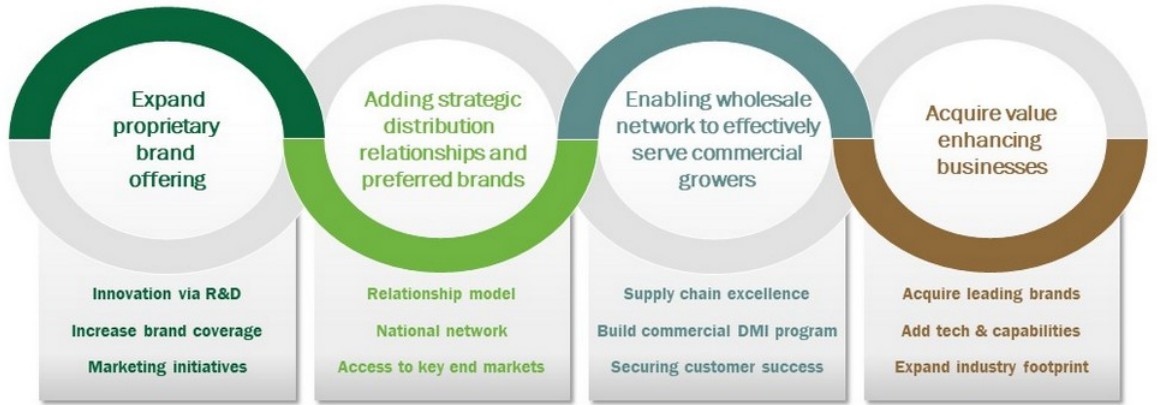 Expand
proprietary
brand
offering
Adding strategic
distribution
relationships and
preferred brands
Enabling wholesale
network to effectively
serve commercial
growers
Acquire value
enhancing
businesses
Innovation via R&D
Increase brand coverage
Marketing initiatives
Relationship model
National network
Access to key end markets
Supply chain excellence
Build commercial DMI program
Securing customer success
Acquire leading brands
Add tech & capabilities
Expand industry footprint